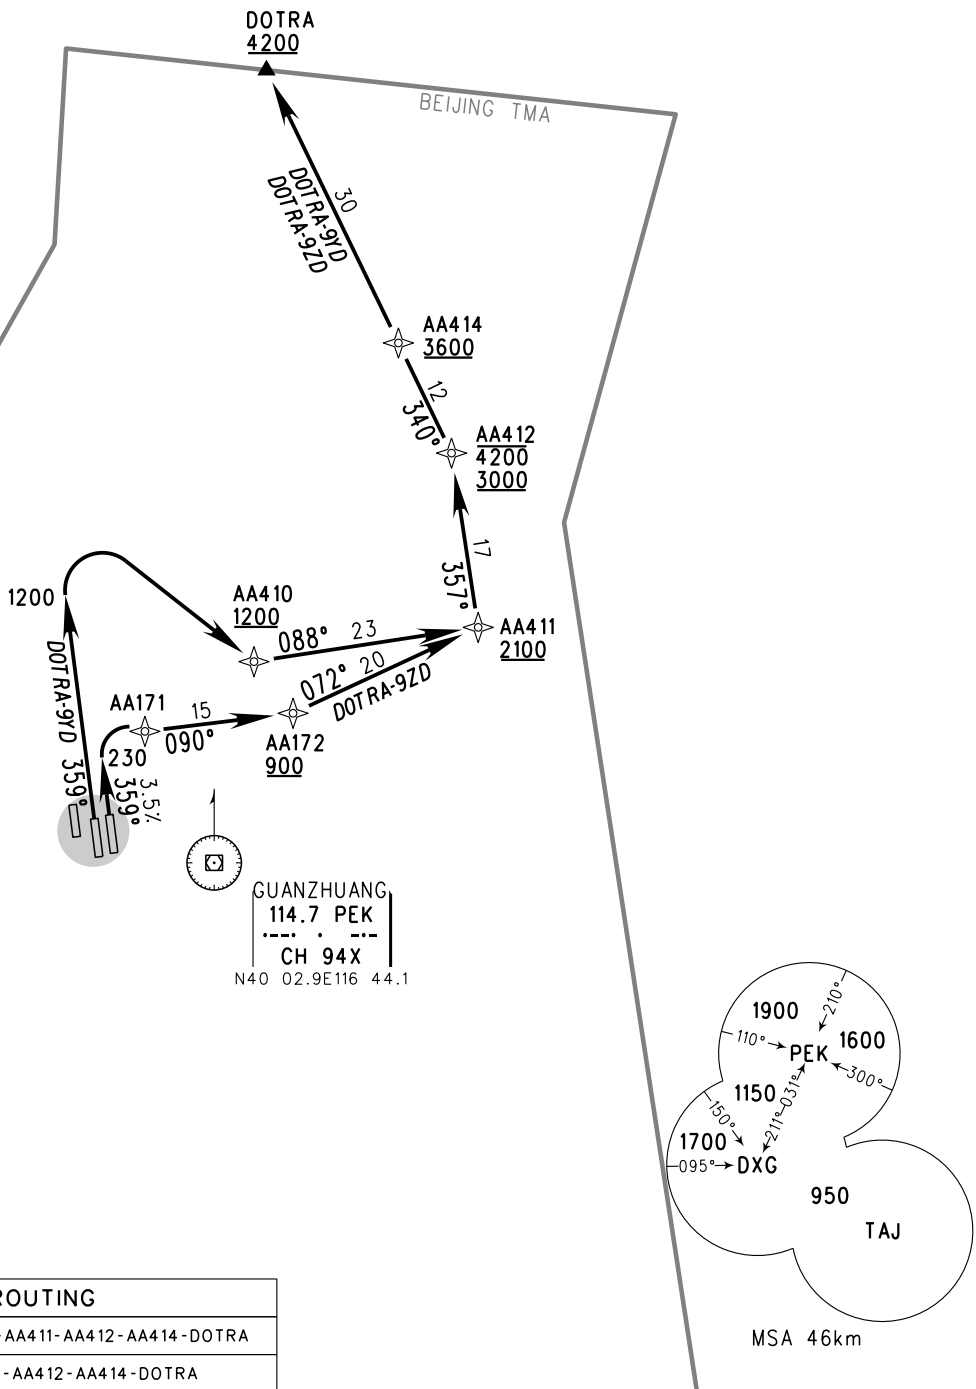 DOTRA
4200
BEIJING TMA
30
DOTRA-9YD
DOTRA-9ZD
AA414
3600
12
340°
AA412
4200
3000
17
357°
1200
AA410
1200
088° 23
AA411
2100
072° 20
DOTRA-9ZD
DOTRA-9YD 359°
AA171
15
090°
230
AA172
900
3.5%
359°
GUANZHUANG
114.7 PEK
·--· · -·-
CH 94X
N40 02.9E116 44.1
1900
210°
110°
PEK
1600
300°
1150
031°
211°
150°
1700
095°
DXG
950
TAJ
MSA 46km
ROUTING
-AA411-AA412-AA414-DOTRA
-AA412-AA414-DOTRA